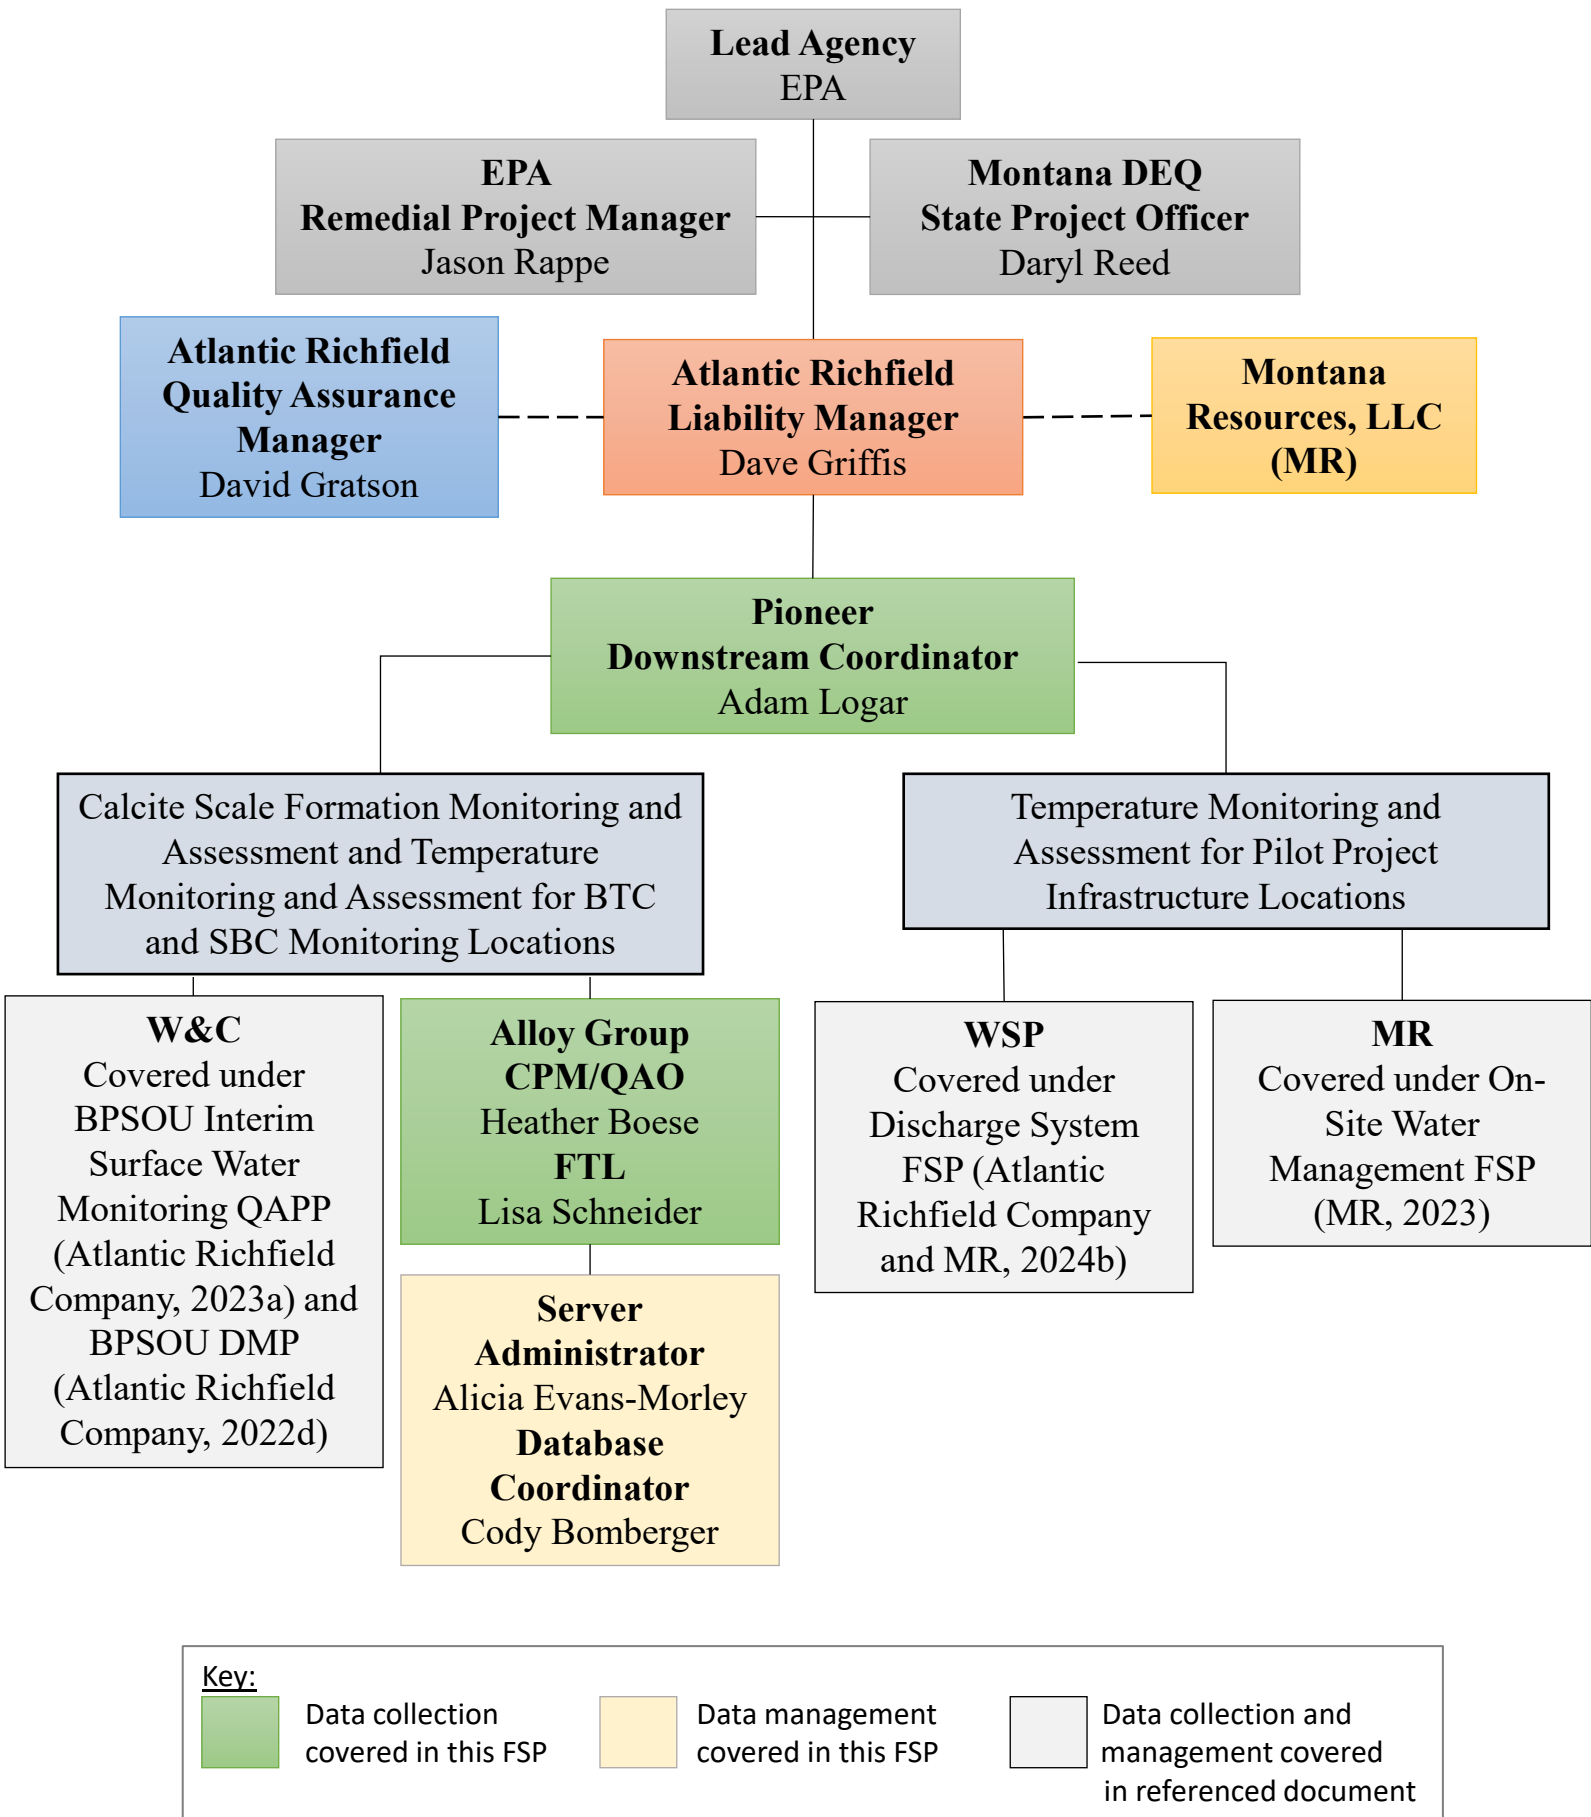 Lead Agency
EPA
EPA
Remedial Project Manager
Jason Rappe
Montana DEQ
State Project Officer
Daryl Reed
Atlantic Richfield
Quality Assurance
Manager
David Gratson
Atlantic Richfield
Liability Manager
Dave Griffis
Montana
Resources, LLC
(MR)
Pioneer
Downstream Coordinator
Adam Logar
Calcite Scale Formation Monitoring and
Assessment and Temperature
Monitoring and Assessment for BTC
and SBC Monitoring Locations
Temperature Monitoring and
Assessment for Pilot Project
Infrastructure Locations
W&C
Covered under
BPSOU Interim
Surface Water
Monitoring QAPP
(Atlantic Richfield
Company, 2023a) and
BPSOU DMP
(Atlantic Richfield
Company, 2022d)
Alloy Group
CPM/QAO
Heather Boese
FTL
Lisa Schneider
WSP
Covered under
Discharge System
FSP (Atlantic
Richfield Company
and MR, 2024b)
MR
Covered under On-
Site Water
Management FSP
(MR, 2023)
Server
Administrator
Alicia Evans-Morley
Database
Coordinator
Cody Bomberger
Key:
Data collection
covered in this FSP
Data management
covered in this FSP
Data collection and
management covered
in referenced document